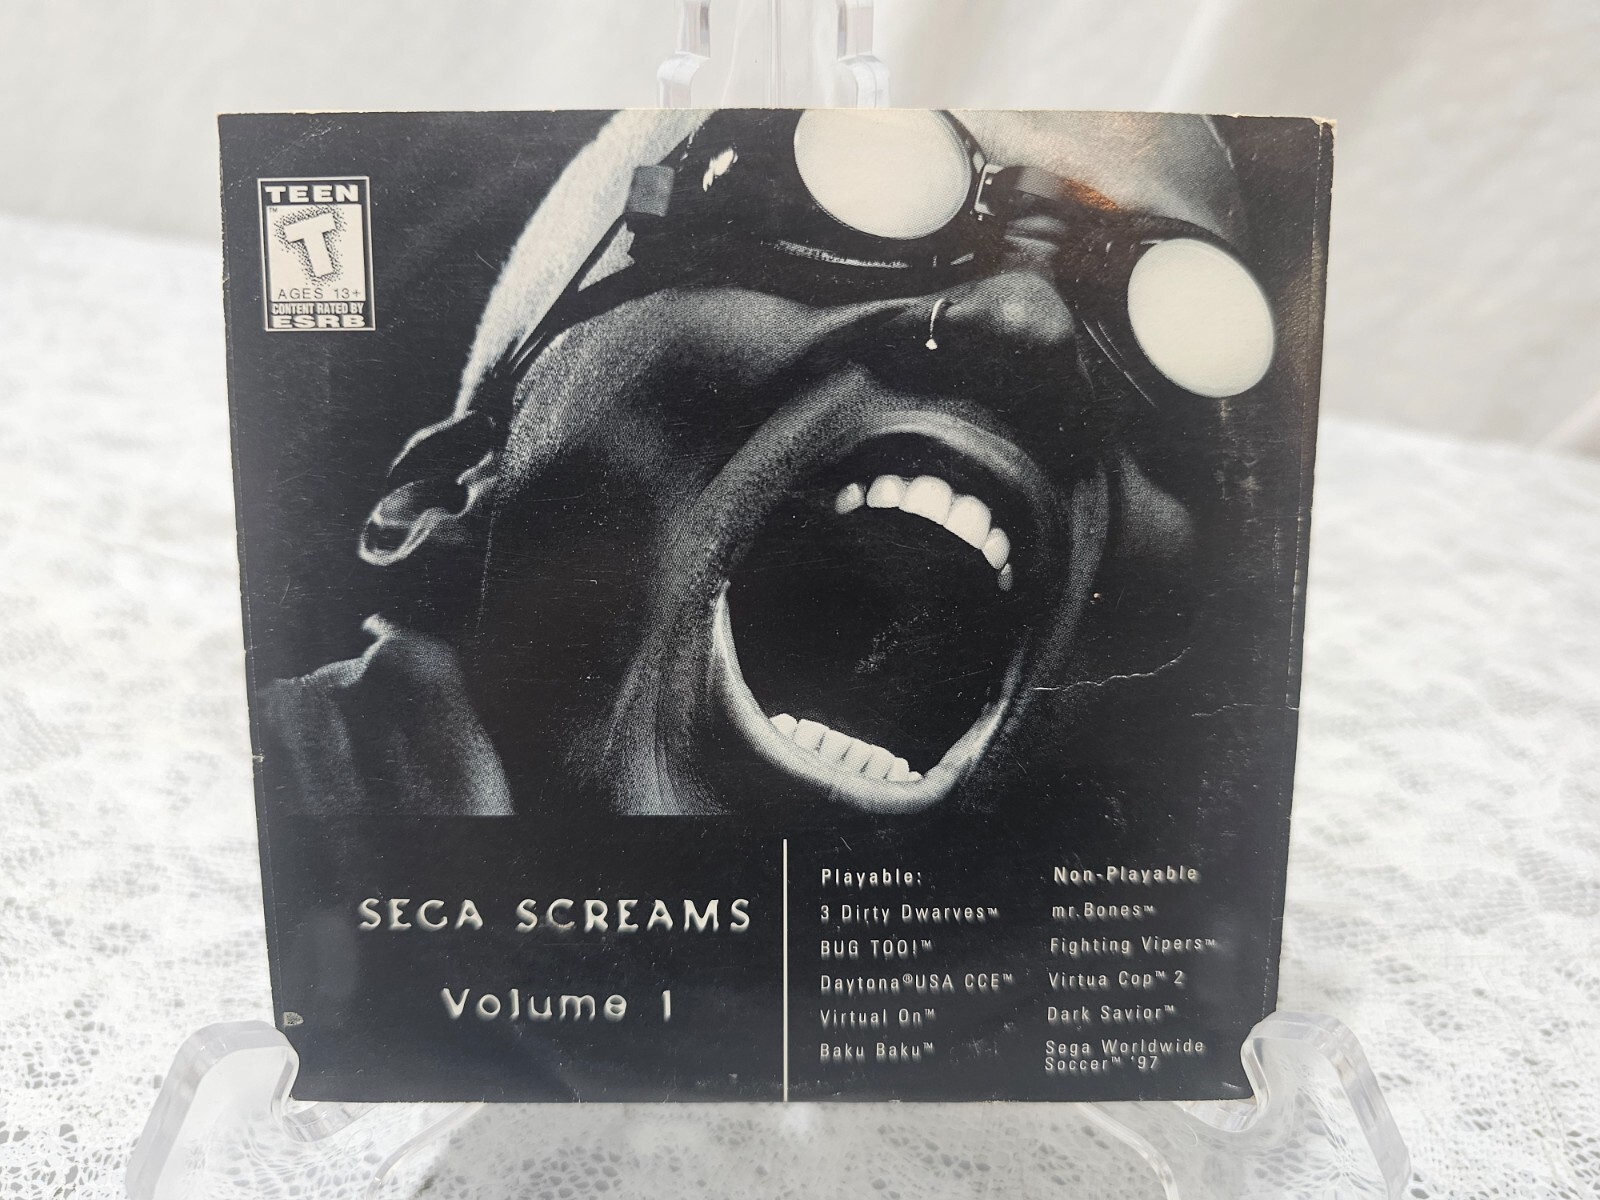 TEEN
T
AGES 13+
CONTENT RATED BY
ESRB
SEGA SCREAMS
Volume 1
Playable:
3 Dirty Dwarves™
BUG TOO!™
Daytona®USA CCE™
Virtual On™
Baku Baku™
Non-Playable
mr.Bones™
Fighting Vipers™
Virtua Cop™ 2
Dark Savior™
Sega Worldwide
Soccer™ '97